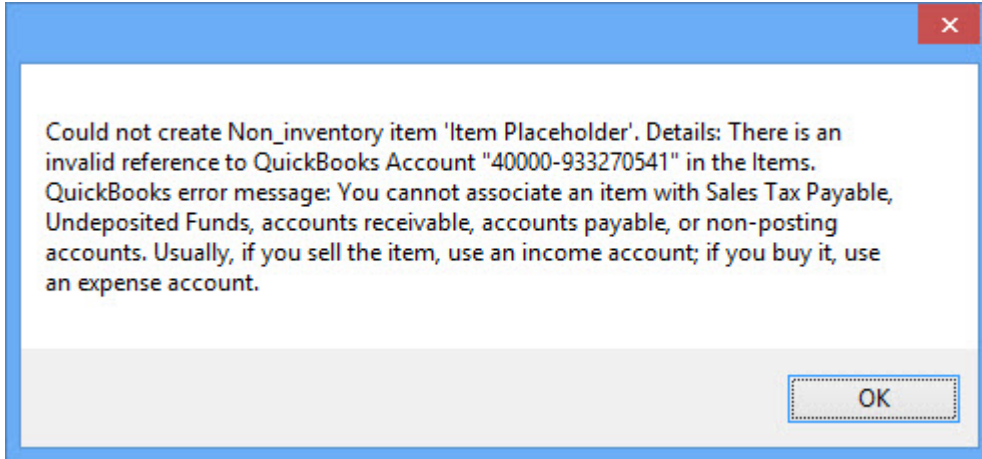 Could not create Non_inventory item 'Item Placeholder'. Details: There is an
invalid reference to QuickBooks Account "40000-933270541" in the Items.
QuickBooks error message: You cannot associate an item with Sales Tax Payable,
Undeposited Funds, accounts receivable, accounts payable, or non-posting
accounts. Usually, if you sell the item, use an income account; if you buy it, use
an expense account.
OK